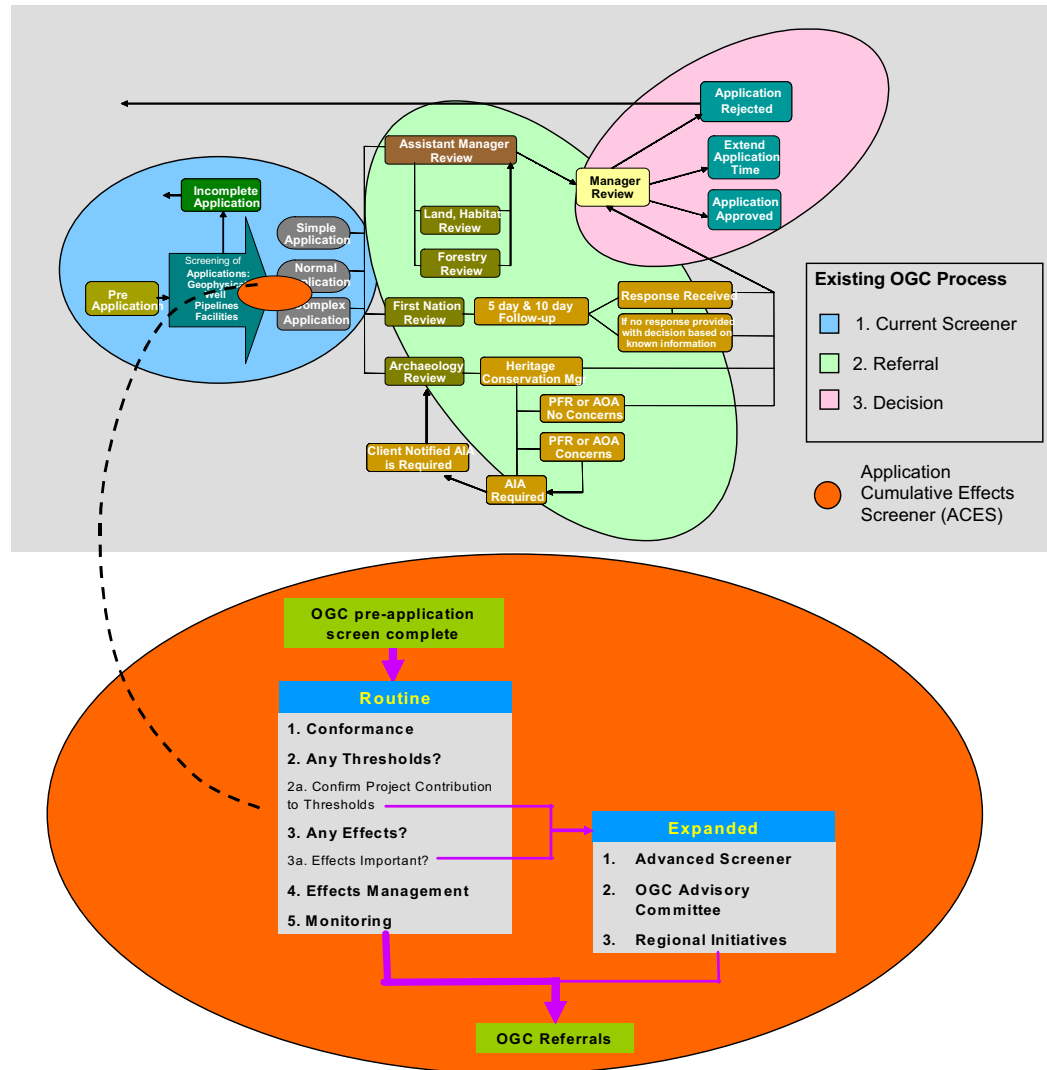 Application
Rejected
Assistant Manager
Review
Extend
Application
Time
Manager
Review
Incomplete
Application
Application
Approved
Land, Habitat
Review
Simple
Application
Forestry
Review
Screening of
Applications:
Geophysical
Well
Pipelines
Facilities
Normal
Application
Pre
Application
Complex
Application
First Nation
Review
5 day & 10 day
Follow-up
Response Received
If no response provided
with decision based on
known information
Archaeology
Review
Heritage
Conservation Mgr
PFR or AOA
No Concerns
Client Notified AIA
is Required
PFR or AOA
Concerns
AIA
Required
Existing OGC Process
1. Current Screener
2. Referral
3. Decision
Application
Cumulative Effects
Screener (ACES)
OGC pre-application
screen complete
Routine
1. Conformance
2. Any Thresholds?
2a. Confirm Project Contribution
to Thresholds
3. Any Effects?
3a. Effects Important?
4. Effects Management
5. Monitoring
Expanded
1. Advanced Screener
2. OGC Advisory
Committee
3. Regional Initiatives
OGC Referrals